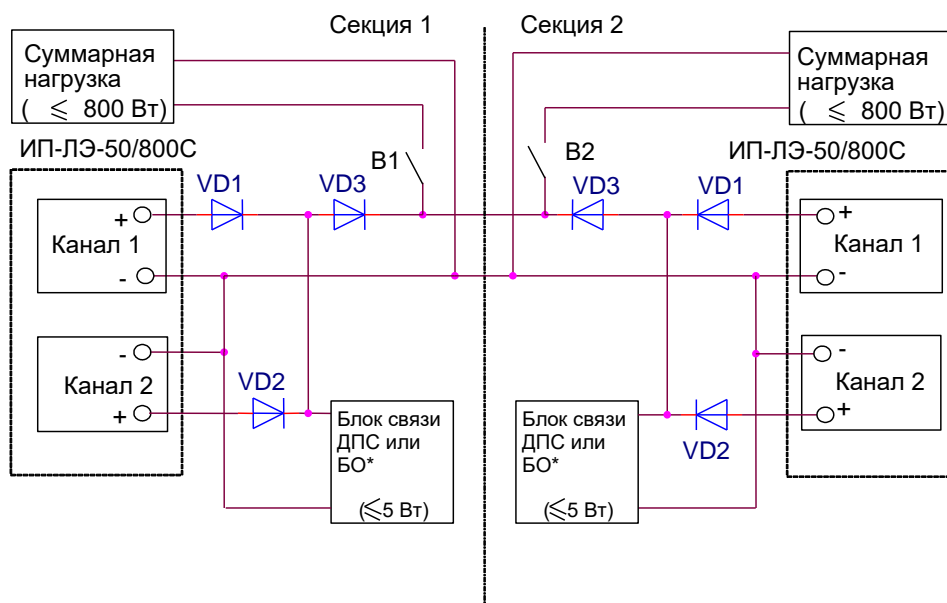 Секция 1
Секция 2
Суммарная
нагрузка
( ⩽ 800 Вт)
Суммарная
нагрузка
( ⩽ 800 Вт)
ИП-ЛЭ-50/800С
В1
В2
ИП-ЛЭ-50/800С
VD1
VD3
VD3
VD1
+
Канал 1
-
+
Канал 1
-
-
Канал 2
+
VD2
-
Канал 2
+
VD2
Блок связи
ДПС или
БО*
(⩽5 Вт)
Блок связи
ДПС или
БО*
(⩽5 Вт)